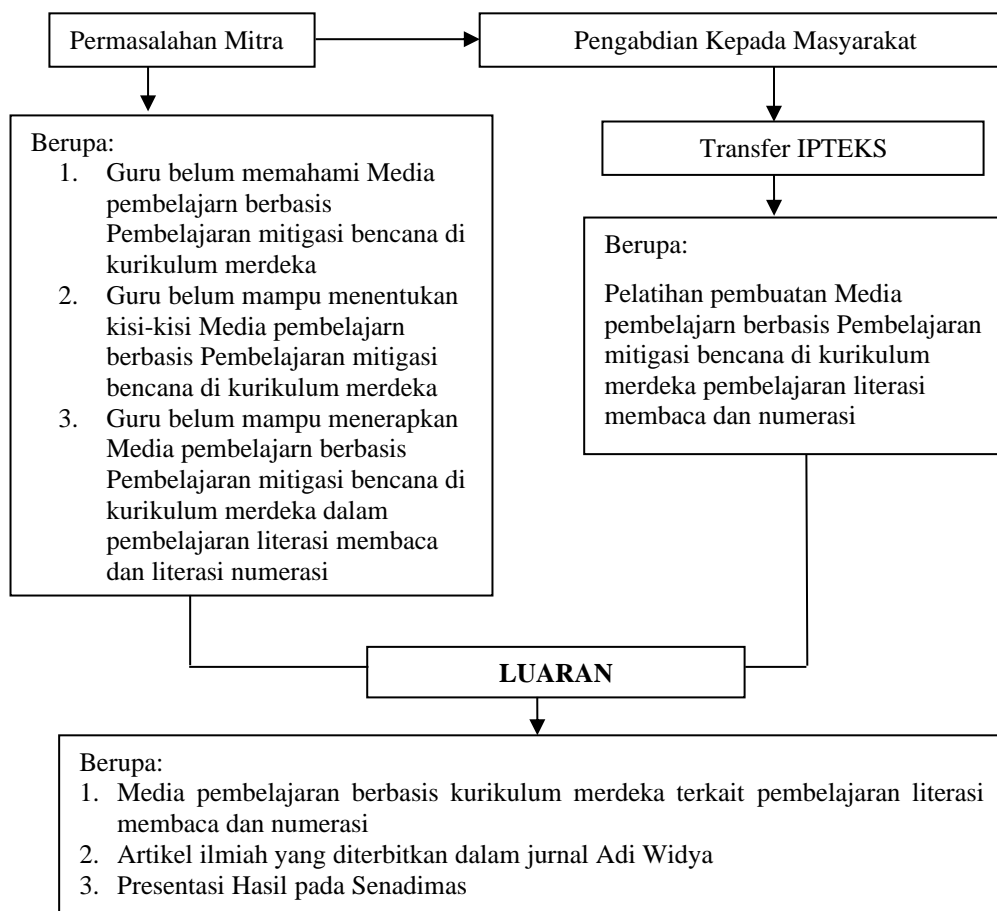 Permasalahan Mitra
Pengabdian Kepada Masyarakat
Berupa:
1. Guru belum memahami Media
pembelajarn berbasis
Pembelajaran mitigasi bencana di
kurikulum merdeka
2. Guru belum mampu menentukan
kisi-kisi Media pembelajarn
berbasis Pembelajaran mitigasi
bencana di kurikulum merdeka
3. Guru belum mampu menerapkan
Media pembelajarn berbasis
Pembelajaran mitigasi bencana di
kurikulum merdeka dalam
pembelajaran literasi membaca
dan literasi numerasi
Transfer IPTEKS
Berupa:
Pelatihan pembuatan Media
pembelajarn berbasis Pembelajaran
mitigasi bencana di kurikulum
merdeka pembelajaran literasi
membaca dan numerasi
LUARAN
Berupa:
1. Media pembelajaran berbasis kurikulum merdeka terkait pembelajaran literasi
membaca dan numerasi
2. Artikel ilmiah yang diterbitkan dalam jurnal Adi Widya
3. Presentasi Hasil pada Senadimas